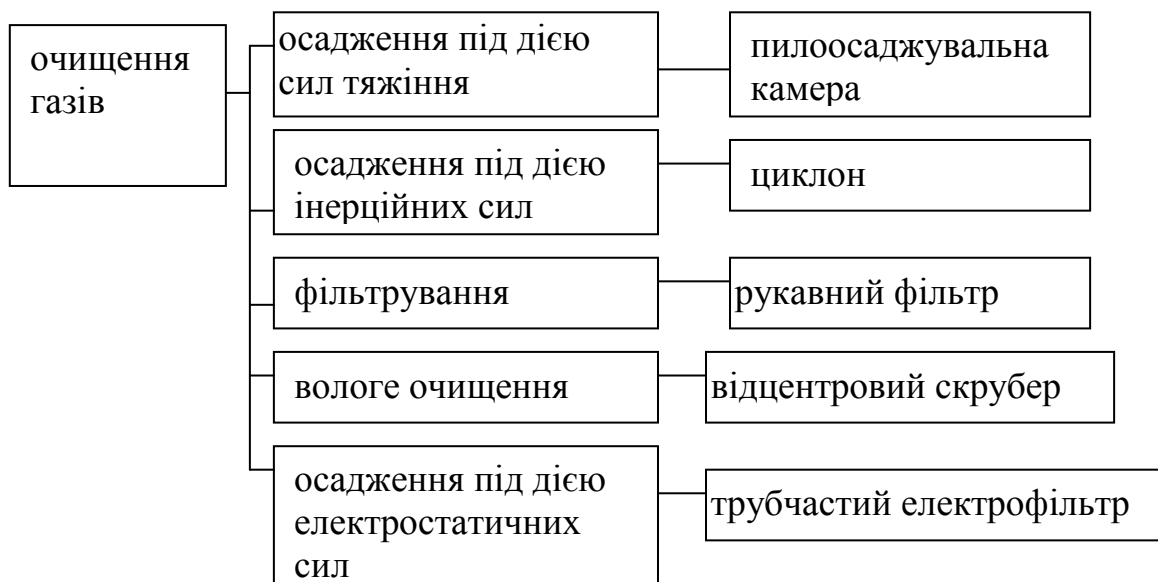 очищення
газів
осадження під дією
сил тяжіння
пилоосаджувальна
камера
осадження під дією
інерційних сил
циклон
фільтрування
рукавний фільтр
вологе очищення
відцентровий скрубер
осадження під дією
електростатичних
сил
трубчастий електрофільтр